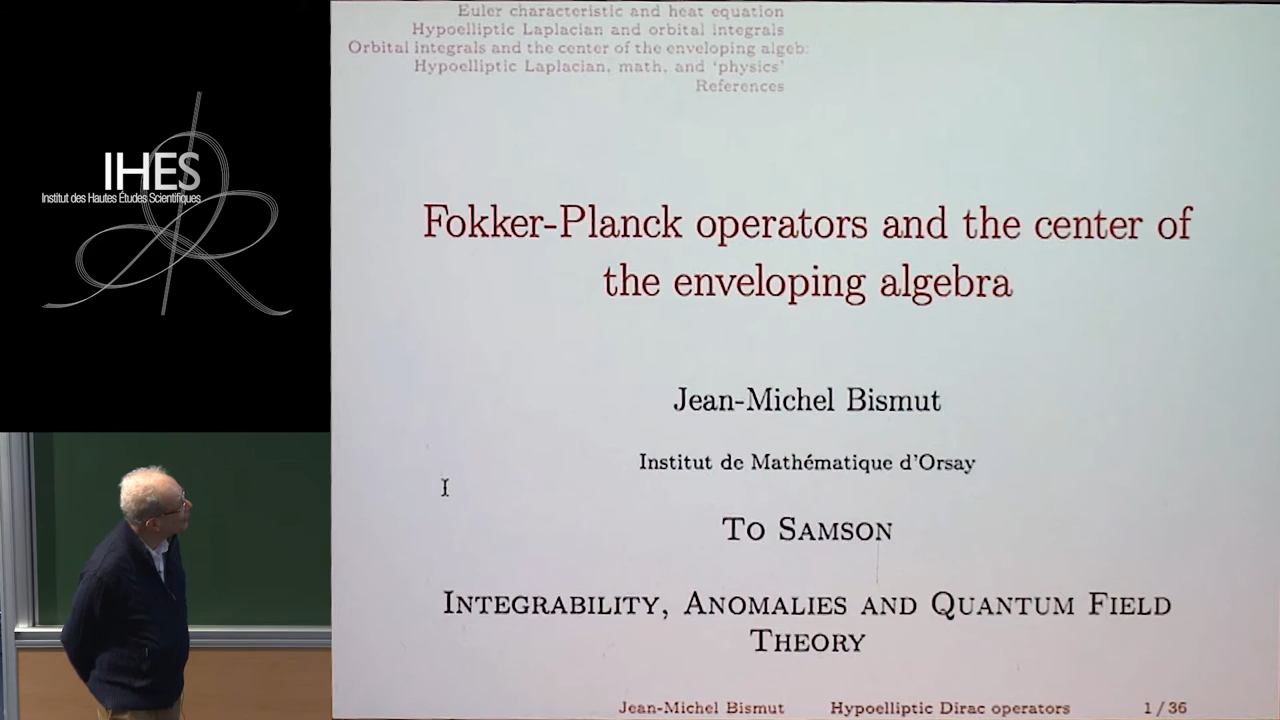 IHES
Institut des Hautes Études Scientifiques
Euler characteristic and heat equation
Hypoelliptic Laplacian and orbital integrals
Orbital integrals and the center of the enveloping algeb
Hypoelliptic Laplacian, math, and ‘physics’
References
Fokker-Planck operators and the center of
the enveloping algebra
Jean-Michel Bismut
Institut de Mathématique d’Orsay
To Samson
Integrability, Anomalies and Quantum Field
Theory
Jean-Michel Bismut Hypoelliptic Dirac operators 1 / 36